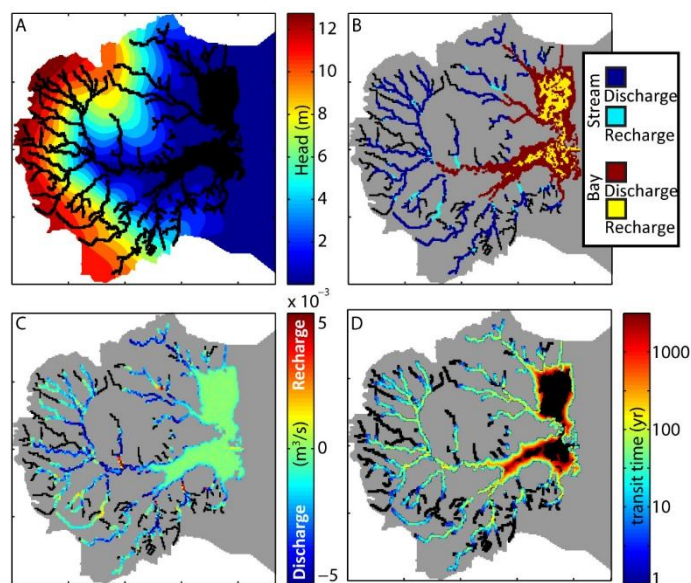 A
12
10
8
6
4
2
Head (m)
B
Stream
Discharge
Recharge
Bay
Discharge
Recharge
C
x 10⁻³
5
0
−5
Recharge
(m³/s)
Discharge
D
1000
100
10
1
transit time (yr)